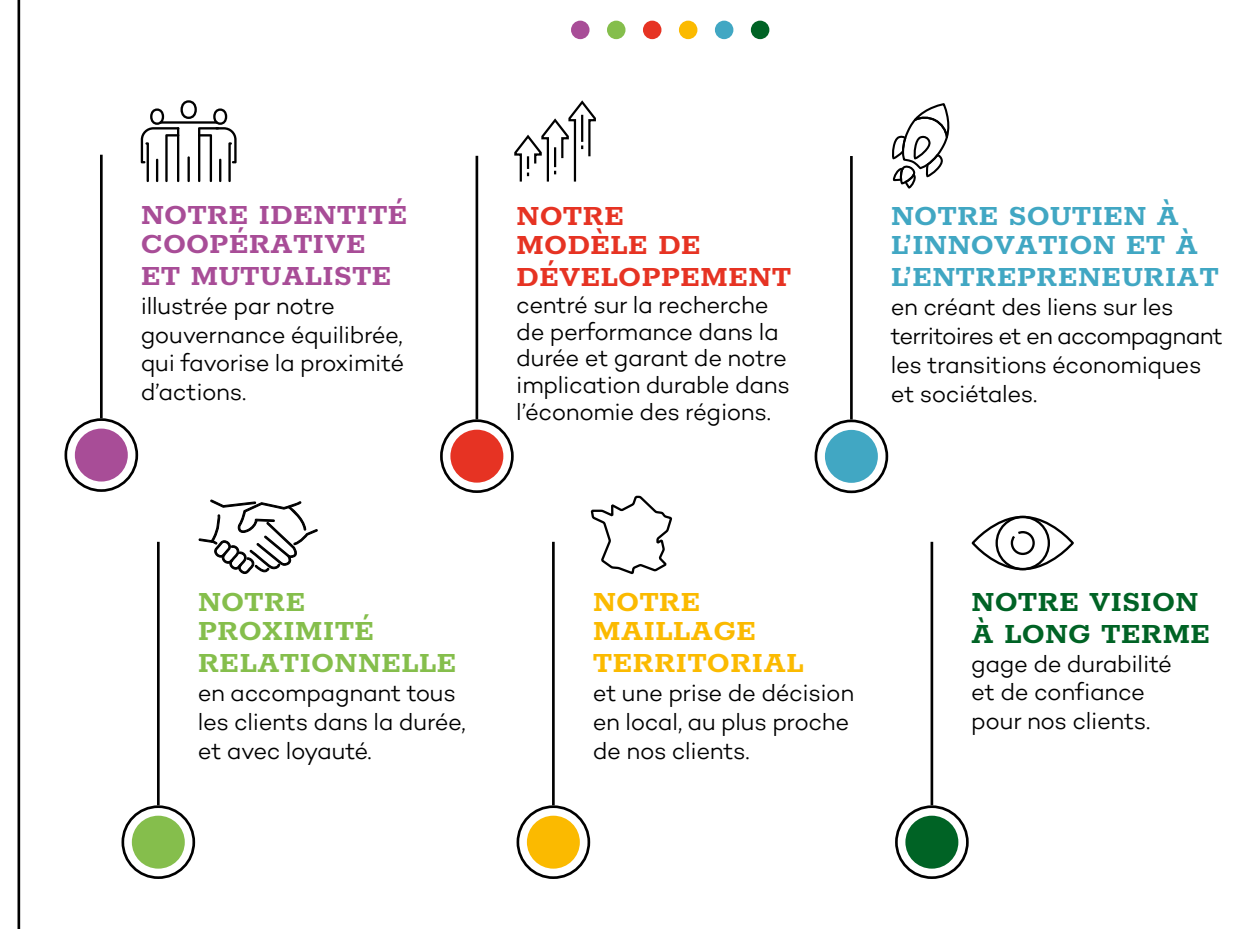 NOTRE IDENTITÉ
COOPÉRATIVE
ET MUTUALISTE
illustrée par notre
gouvernance équilibrée,
qui favorise la proximité
d’actions.
NOTRE
MODÈLE DE
DÉVELOPPEMENT
centré sur la recherche
de performance dans la
durée et garant de notre
implication durable dans
l’économie des régions.
NOTRE SOUTIEN À
L’INNOVATION ET À
L’ENTREPRENEURIAT
en créant des liens sur les
territoires et en accompagnant
les transitions économiques
et sociétales.
NOTRE
PROXIMITÉ
RELATIONNELLE
en accompagnant tous
les clients dans la durée,
et avec loyauté.
NOTRE
MAILLAGE
TERRITORIAL
et une prise de décision
en local, au plus proche
de nos clients.
NOTRE VISION
À LONG TERME
gage de durabilité
et de confiance
pour nos clients.